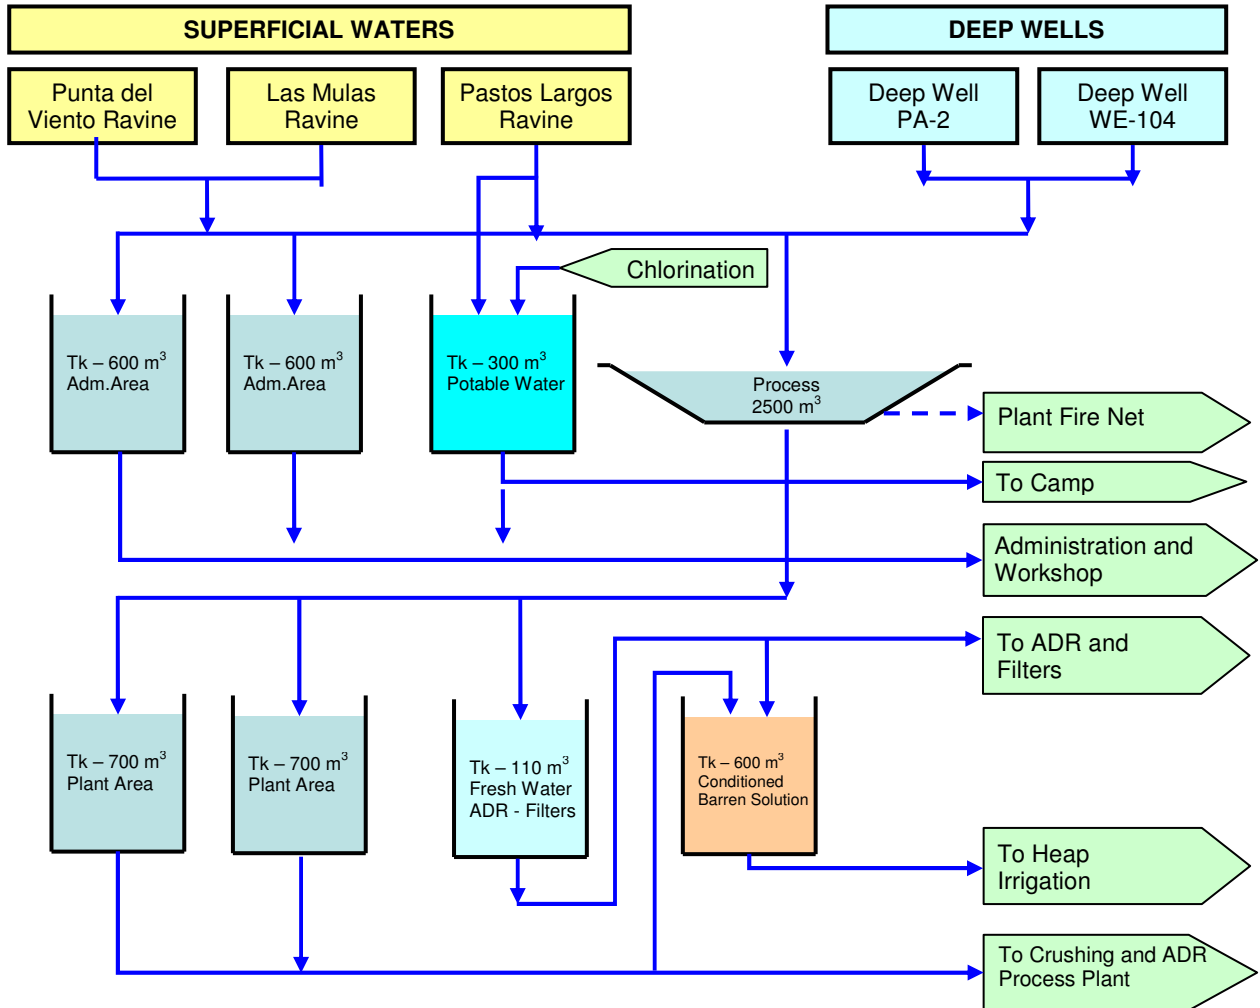 SUPERFICIAL WATERS
DEEP WELLS
Punta del
Viento Ravine
Las Mulas
Ravine
Pastos Largos
Ravine
Deep Well
PA-2
Deep Well
WE-104
Chlorination
Tk – 600 m³
Adm.Area
Tk – 600 m³
Adm.Area
Tk – 300 m³
Potable Water
Process
2500 m³
Plant Fire Net
To Camp
Administration and
Workshop
To ADR and
Filters
Tk – 700 m³
Plant Area
Tk – 700 m³
Plant Area
Tk – 110 m³
Fresh Water
ADR - Filters
Tk – 600 m³
Conditioned
Barren Solution
To Heap
Irrigation
To Crushing and ADR
Process Plant